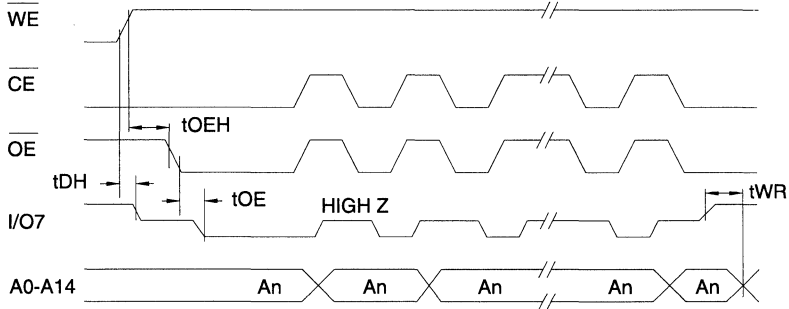 WE
CE
tOEH
OE
tDH
tOE
tWR
HIGH Z
I/O7
A0-A14 An An An An An